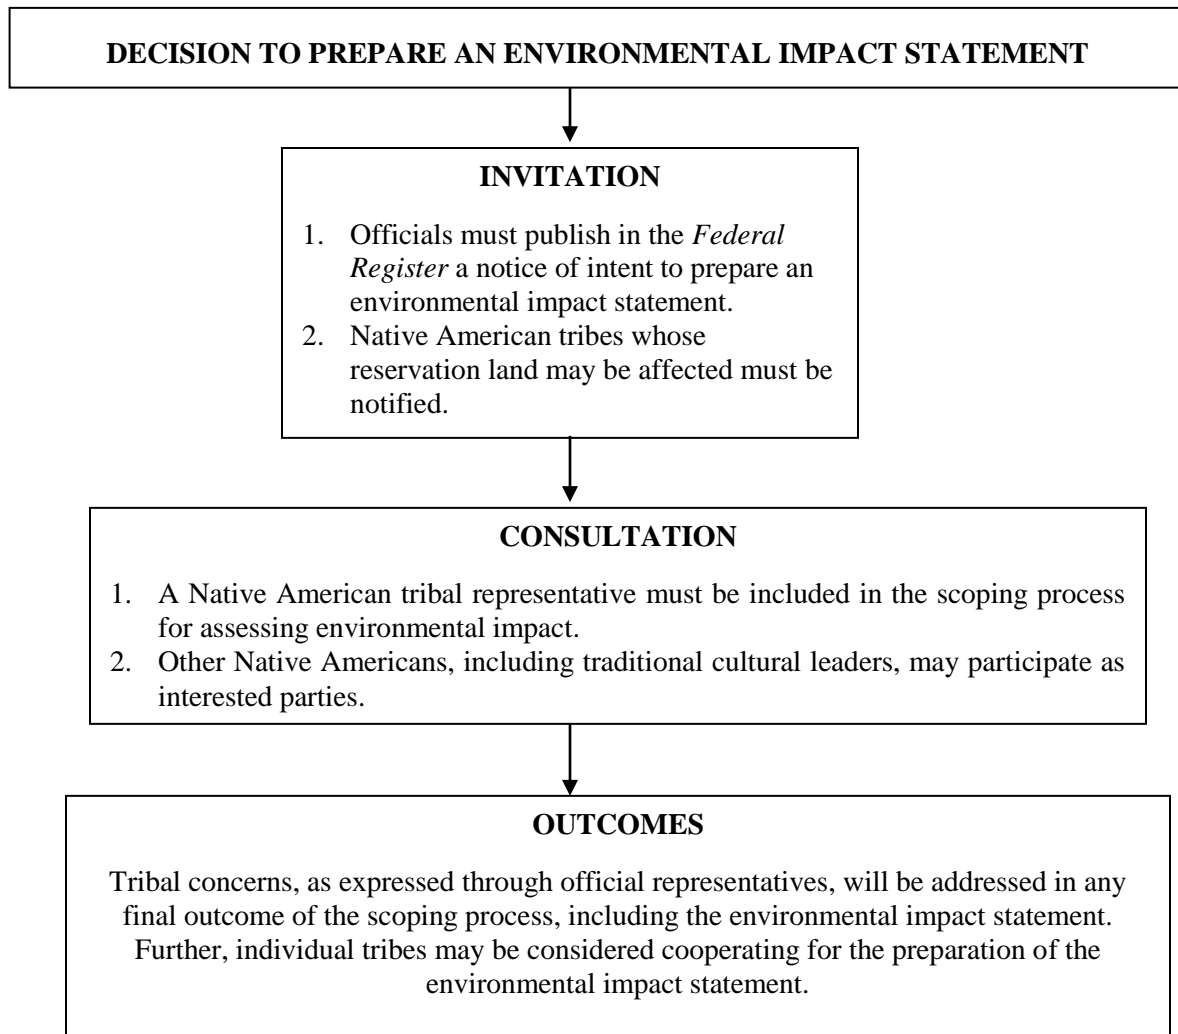 DECISION TO PREPARE AN ENVIRONMENTAL IMPACT STATEMENT
INVITATION
1. Officials must publish in the Federal
Register a notice of intent to prepare an
environmental impact statement.
2. Native American tribes whose
reservation land may be affected must be
notified.
CONSULTATION
1. A Native American tribal representative must be included in the scoping process
for assessing environmental impact.
2. Other Native Americans, including traditional cultural leaders, may participate as
interested parties.
OUTCOMES
Tribal concerns, as expressed through official representatives, will be addressed in any
final outcome of the scoping process, including the environmental impact statement.
Further, individual tribes may be considered cooperating for the preparation of the
environmental impact statement.